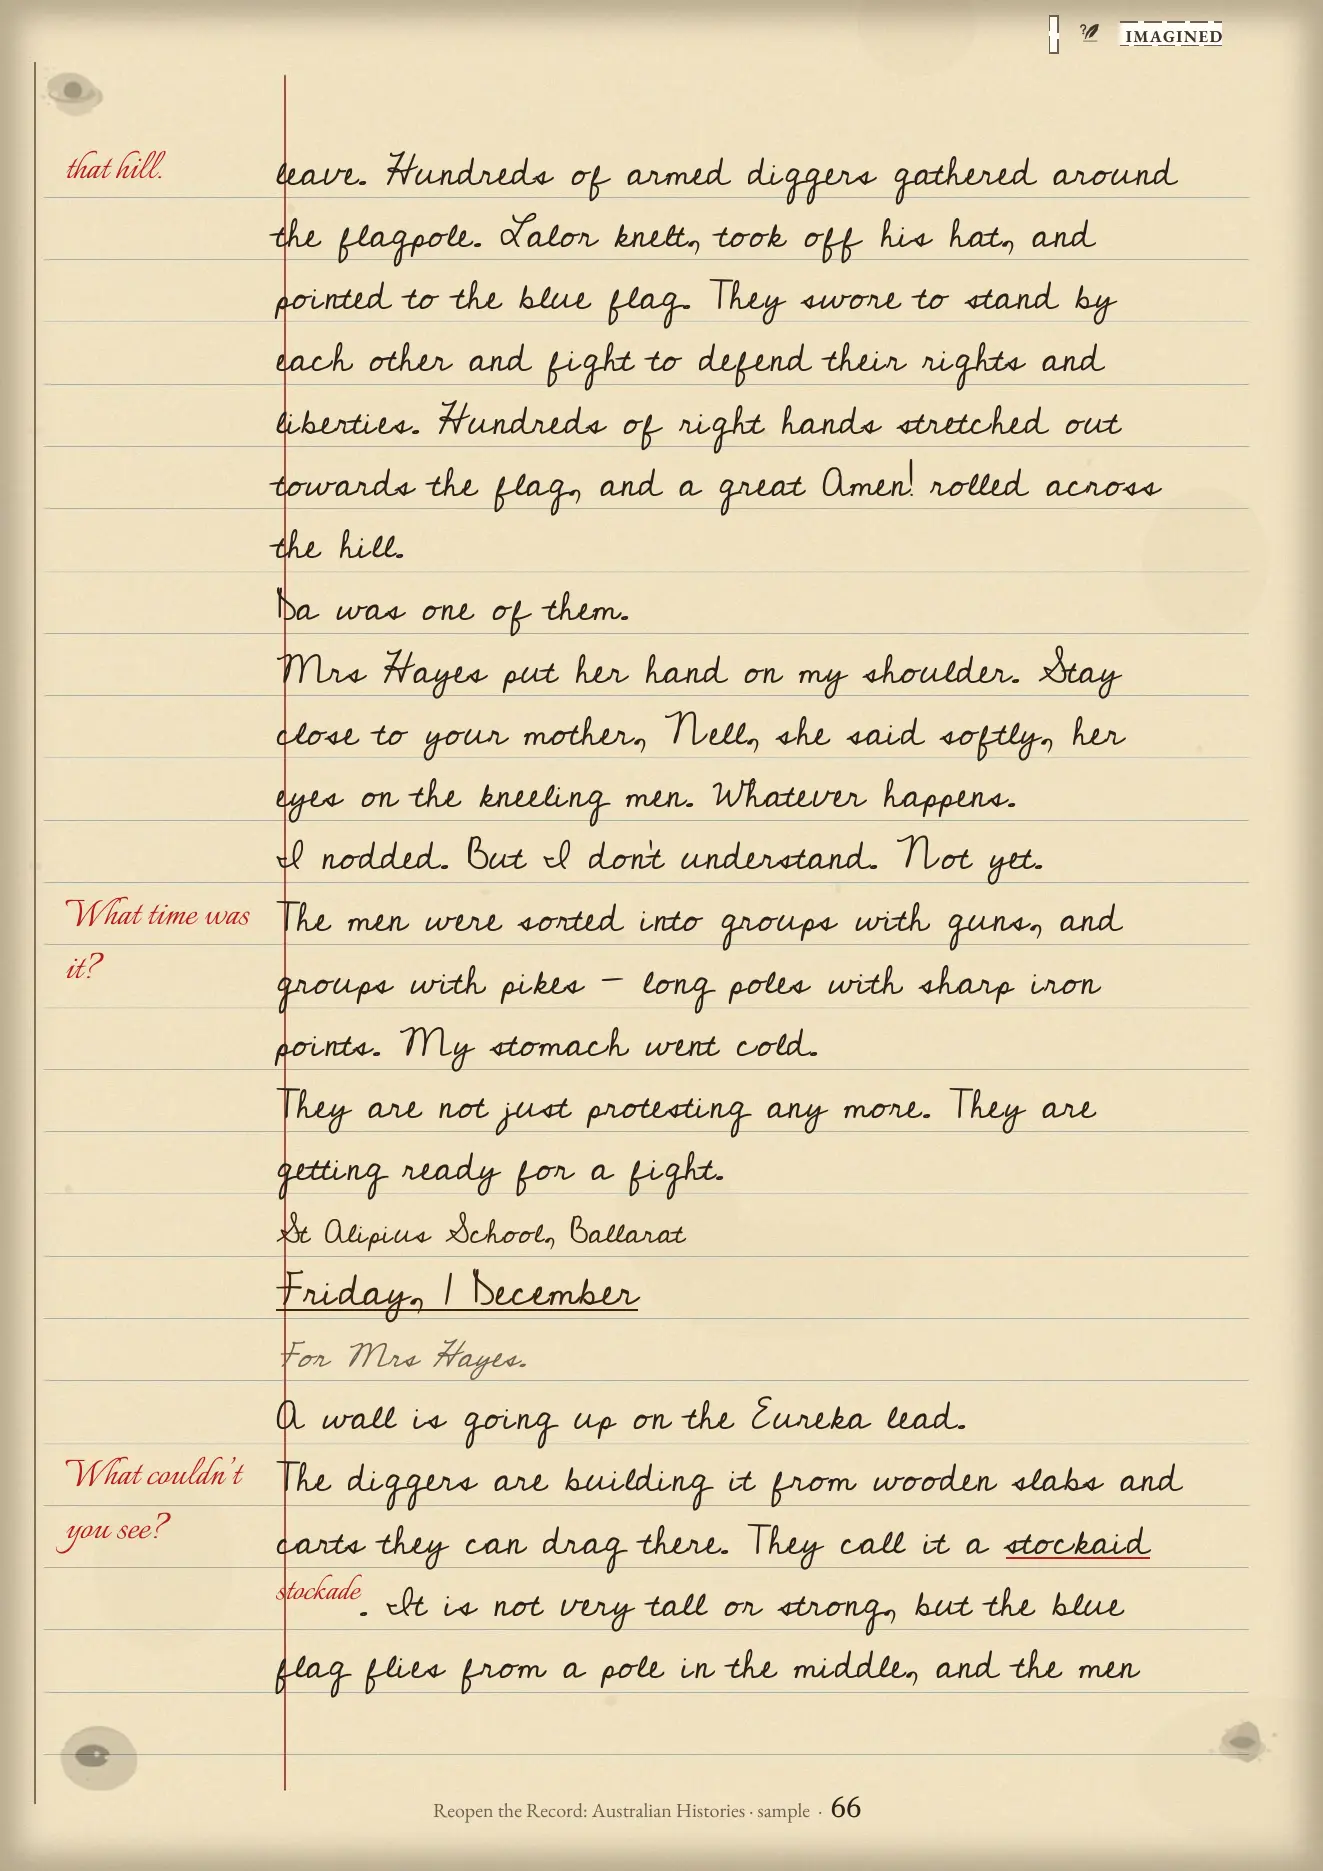 IMAGINED
that hill.
leave. Hundreds of armed diggers gathered around
the flagpole. Lalor knelt, took off his hat, and
pointed to the blue flag. They swore to stand by
each other and fight to defend their rights and
liberties. Hundreds of right hands stretched out
towards the flag, and a great Amen! rolled across
the hill.
Da was one of them.
Mrs Hayes put her hand on my shoulder. Stay
close to your mother, Nell, she said softly, her
eyes on the kneeling men. Whatever happens.
I nodded. But I don't understand. Not yet.
What time was
it?
The men were sorted into groups with guns, and
groups with pikes – long poles with sharp iron
points. My stomach went cold.
They are not just protesting any more. They are
getting ready for a fight.
St Alipius School, Ballarat
Friday, 1 December
For Mrs Hayes.
A wall is going up on the Eureka lead.
What couldn't
you see?
The diggers are building it from wooden slabs and
carts they can drag there. They call it a stockaid
stockade. It is not very tall or strong, but the blue
flag flies from a pole in the middle, and the men
Reopen the Record: Australian Histories · sample · 66